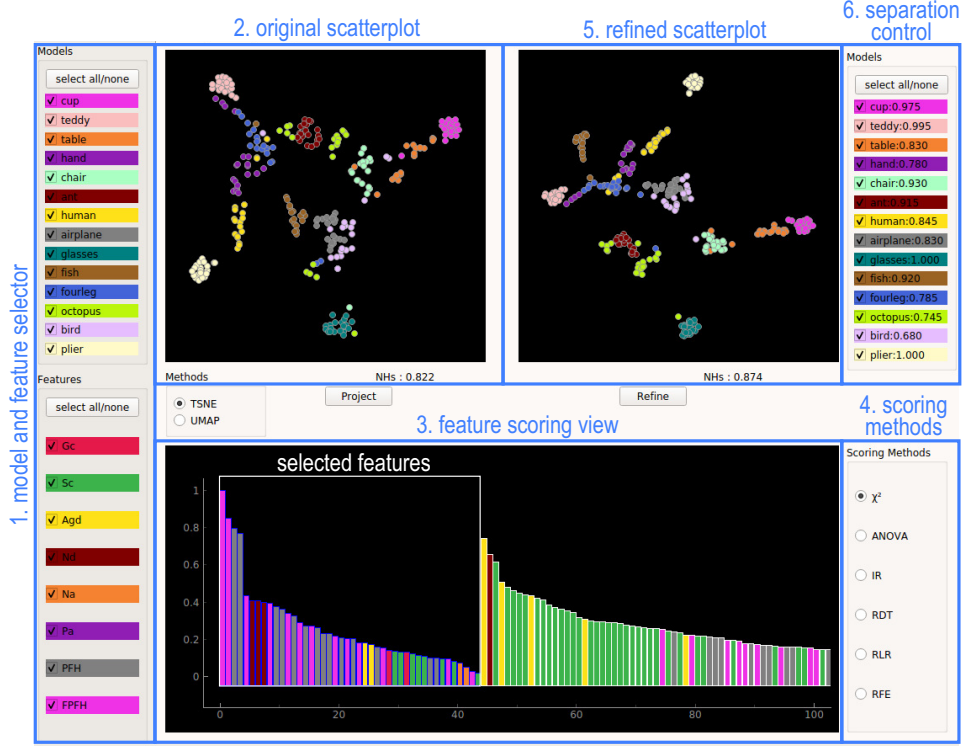 2. original scatterplot
5. refined scatterplot
6. separation
control
1. model and feature selector
Models
select all/none
cup
teddy
table
hand
chair
ant
human
airplane
glasses
fish
fourleg
octopus
bird
plier
Features
select all/none
Gc
Sc
Agd
Nd
Na
Pa
PFH
FPFH
Methods
NHs : 0.822
NHs : 0.874
TSNE
UMAP
Project
Refine
Models
select all/none
cup:0.975
teddy:0.995
table:0.830
hand:0.780
chair:0.930
ant:0.915
human:0.845
airplane:0.830
glasses:1.000
fish:0.920
fourleg:0.785
octopus:0.745
bird:0.680
plier:1.000
3. feature scoring view
4. scoring
methods
selected features
1
0.8
0.6
0.4
0.2
0
0
20
40
60
80
100
Scoring Methods
χ²
ANOVA
IR
RDT
RLR
RFE